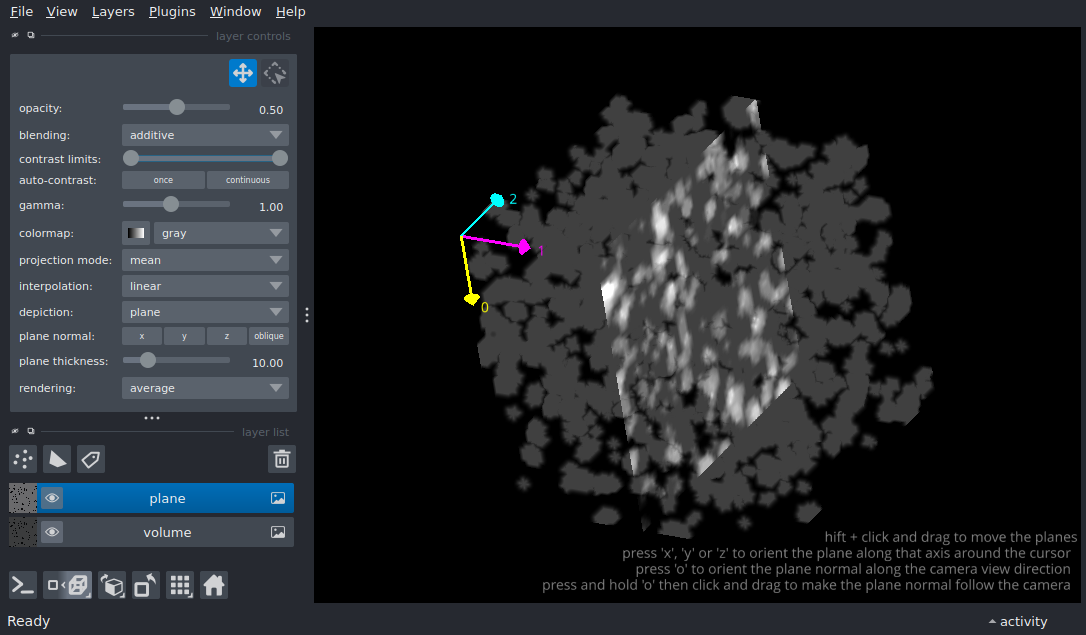 File View Layers Plugins Window Help
layer controls
opacity: 0.50
blending: additive
contrast limits:
auto-contrast: once continuous
gamma: 1.00
colormap: gray
projection mode: mean
interpolation: linear
depiction: plane
plane normal: x y z oblique
plane thickness: 10.00
rendering: average
layer list
plane
volume
2
1
0
hift + click and drag to move the planes
press 'x', 'y' or 'z' to orient the plane along that axis around the cursor
press 'o' to orient the plane normal along the camera view direction
press and hold 'o' then click and drag to make the plane normal follow the camera
Ready
activity